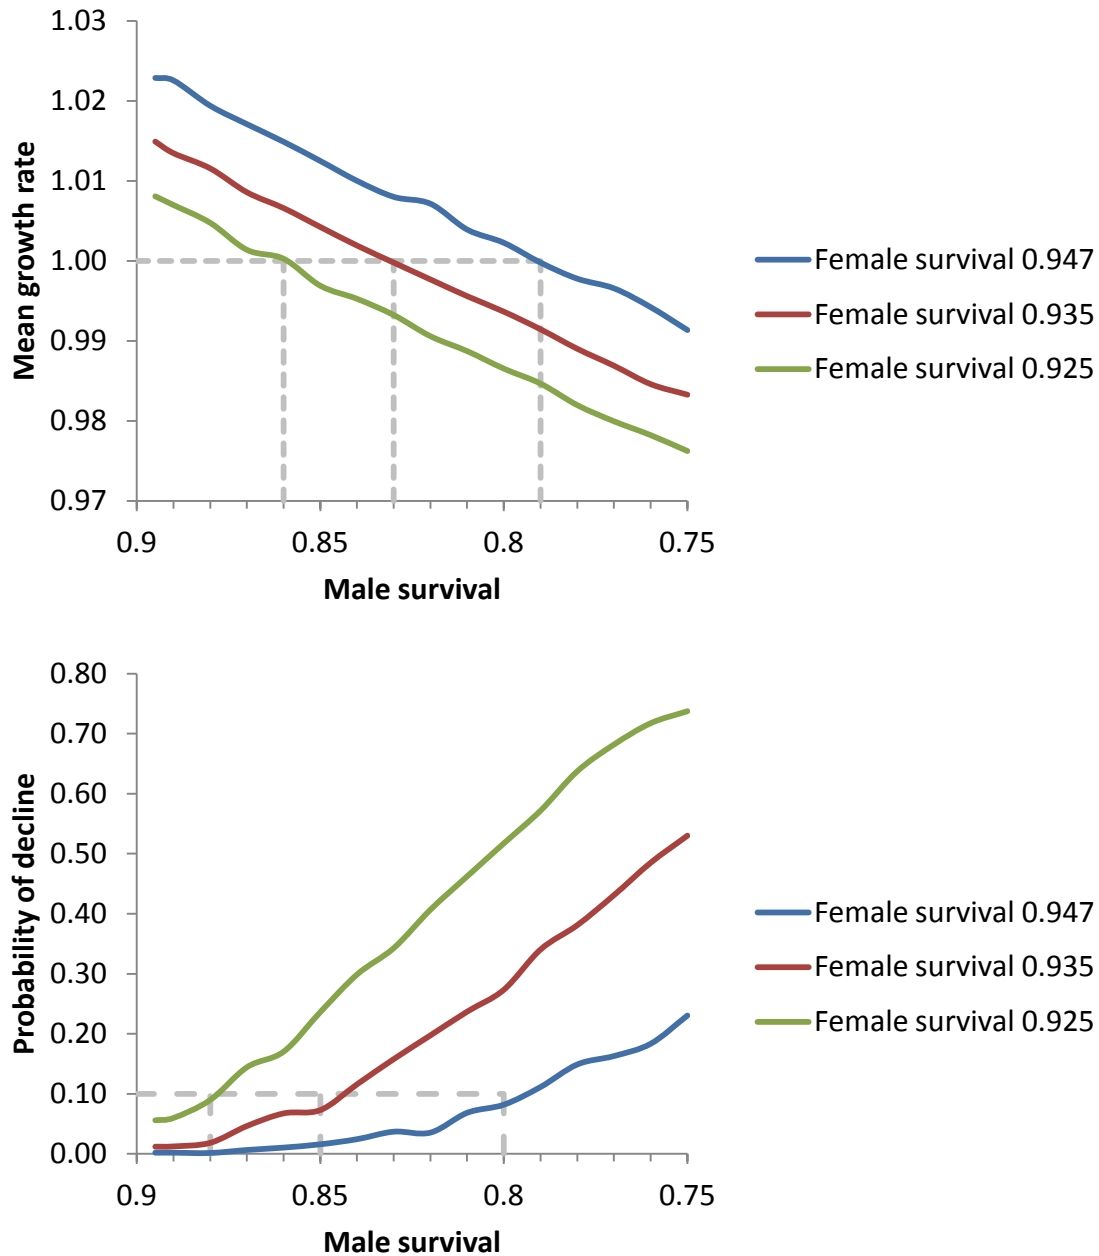 1.03
1.02
1.01
1.00
0.99
0.98
0.97
Mean growth rate
0.9 0.85 0.8 0.75
Male survival
Female survival 0.947
Female survival 0.935
Female survival 0.925
0.80
0.70
0.60
0.50
0.40
0.30
0.20
0.10
0.00
Probability of decline
0.9 0.85 0.8 0.75
Male survival
Female survival 0.947
Female survival 0.935
Female survival 0.925